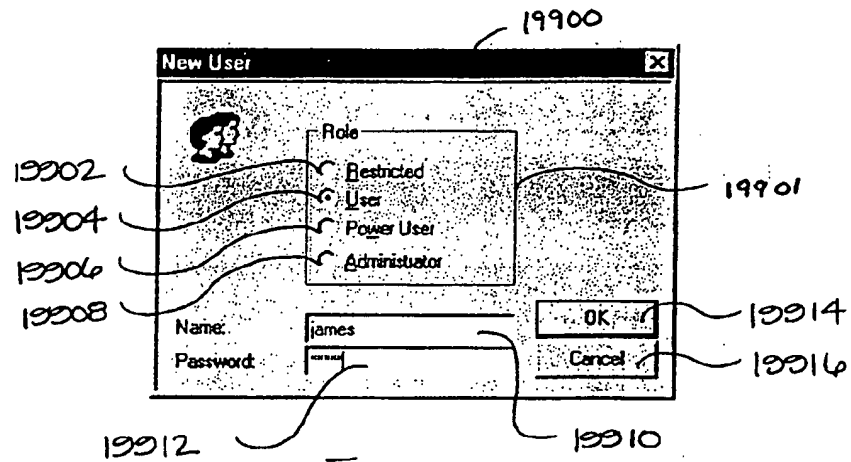 19900
New User
Role
19902
Restricted
19901
19904
User
19906
Power User
19908
Administrator
Name:
james
OK
19914
Password:
Cancel
19916
19912
19910